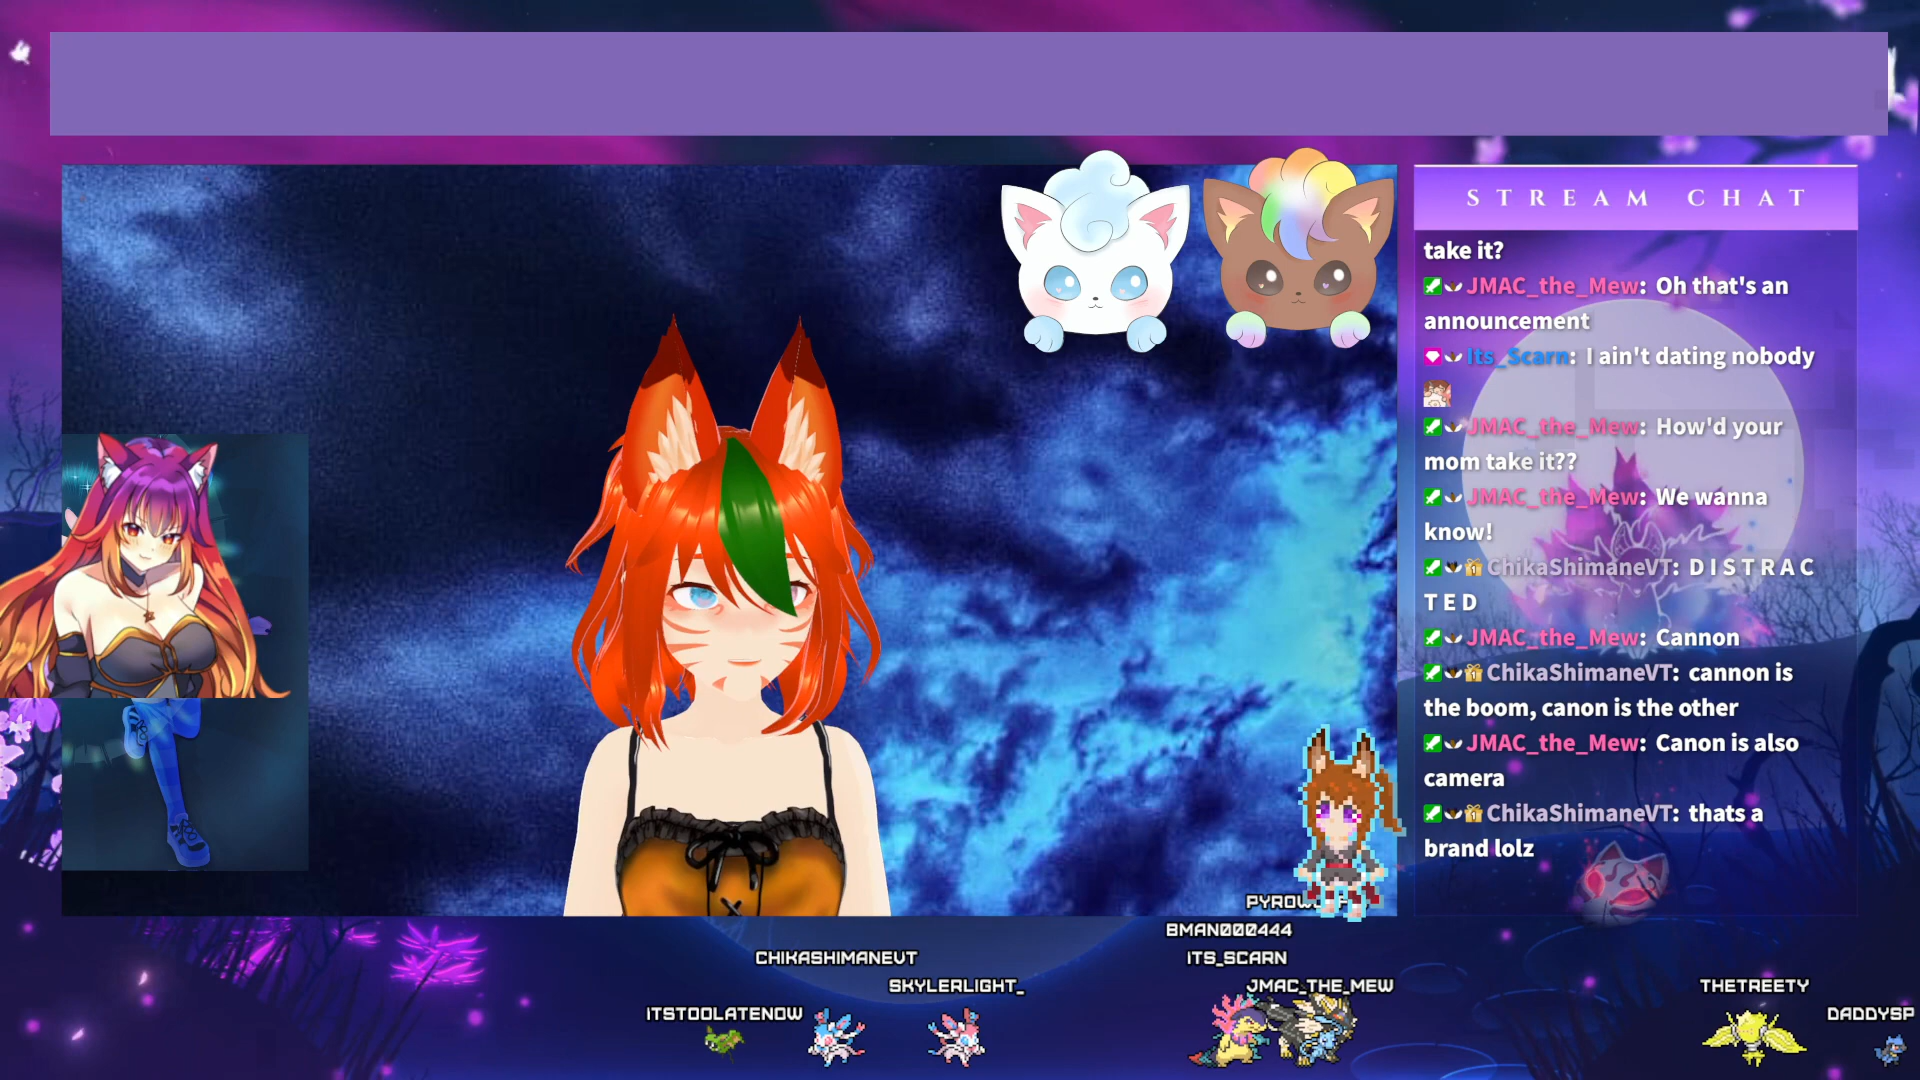 STREAM CHAT
take it?
JMAC_the_Mew: Oh that's an
announcement
Its_Scarn: I ain't dating nobody
JMAC_the_Mew: How'd your
mom take it??
JMAC_the_Mew: We wanna
know!
ChikaShimaneVT: D I S T R A C
T E D
JMAC_the_Mew: Cannon
ChikaShimaneVT: cannon is
the boom, canon is the other
JMAC_the_Mew: Canon is also
camera
ChikaShimaneVT: thats a
brand lolz
BMAN000444
CHIKASHIMANEVT
ITS_SCARN
SKYLERLIGHT_
JMAC_THE_MEW
THETREETY
ITSTOOLATENOW
DADDYSP